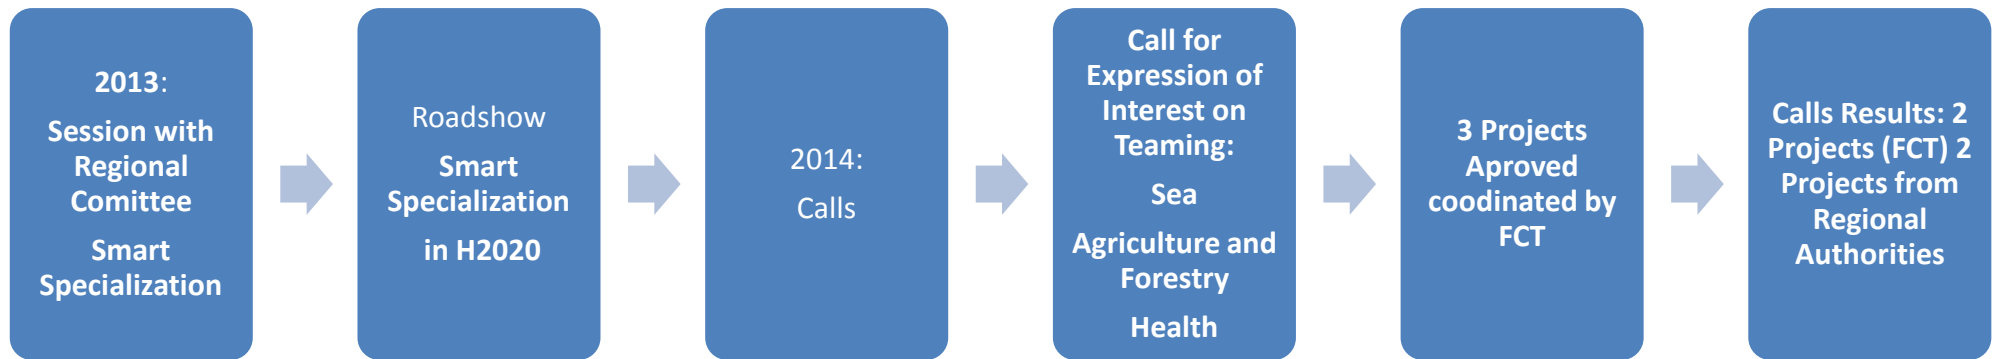 2013:
Session with
Regional
Comittee
Smart
Specialization
Roadshow
Smart
Specialization
in H2020
2014:
Calls
Call for
Expression of
Interest on
Teaming:
Sea
Agriculture and
Forestry
Health
3 Projects
Aproved
coodinated by
FCT
Calls Results: 2
Projects (FCT) 2
Projects from
Regional
Authorities